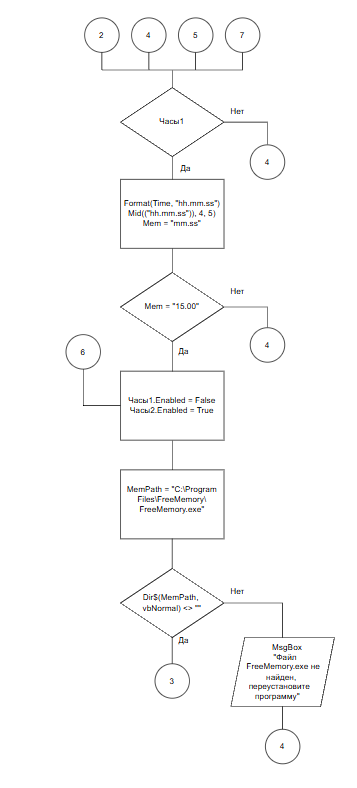 2 4 5 7
Часы1
Нет
4
Да
Format(Time, "hh.mm.ss")
Mid(("hh.mm.ss")), 4, 5)
Mem = "mm.ss"
Mem = "15.00"
Нет
4
Да
6
Часы1.Enabled = False
Часы2.Enabled = True
MemPath = "C:\Program
Files\FreeMemory\
FreeMemory.exe"
Dir$(MemPath,
vbNormal) <> ""
Нет
Да
3
MsgBox
"Файл
FreeMemory.exe не
найден,
переустановите
программу"
4